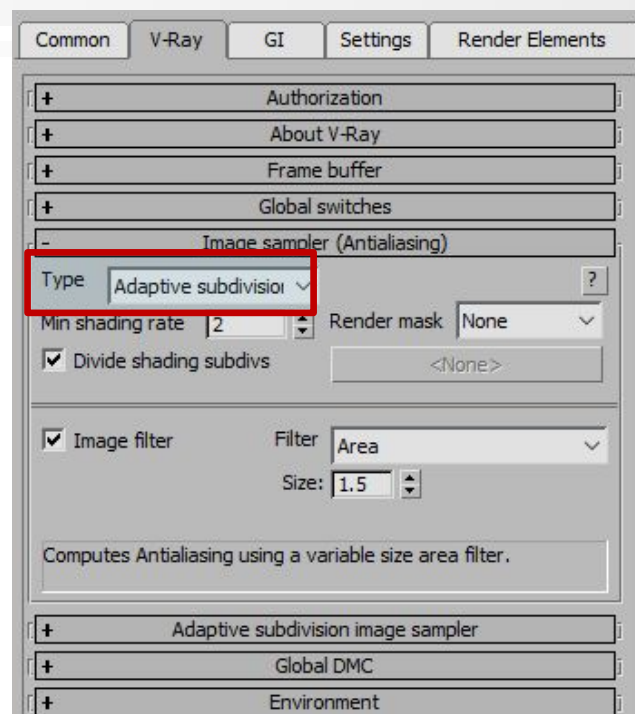 Common V-Ray GI Settings Render Elements
+ Authorization
+ About V-Ray
+ Frame buffer
+ Global switches
- Image sampler (Antialiasing)
Type Adaptive subdivision ?
Min shading rate 2 Render mask None
Divide shading subdivs <None>
Image filter Filter Area
Size: 1.5
Computes Antialiasing using a variable size area filter.
+ Adaptive subdivision image sampler
+ Global DMC
+ Environment